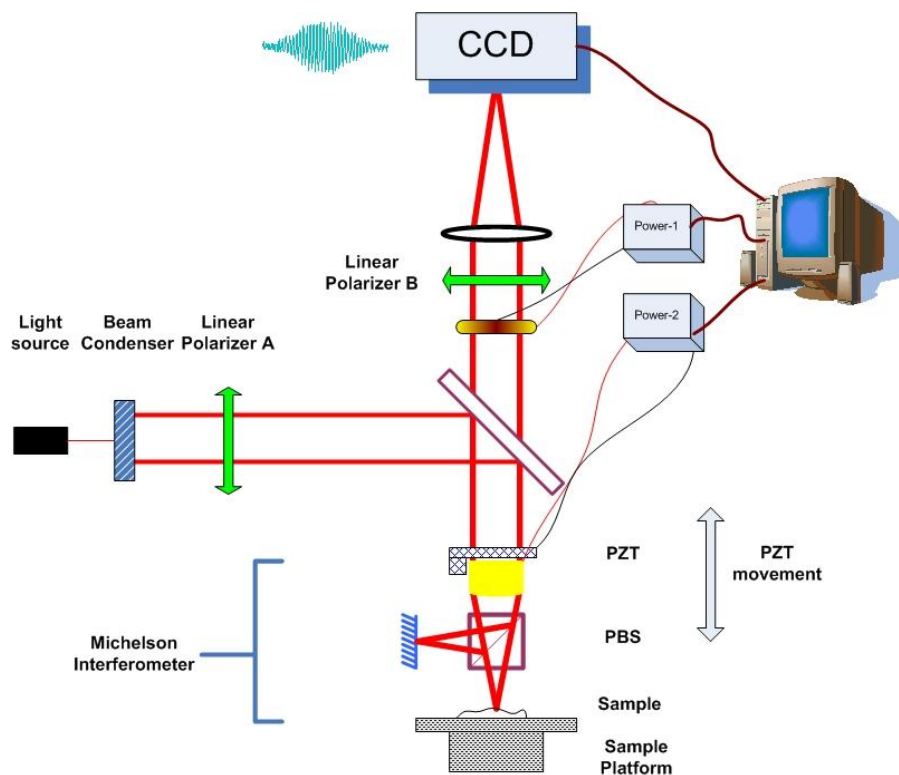 CCD
Power-1
Linear
Polarizer B
Power-2
Light
source
Beam
Condenser
Linear
Polarizer A
PZT
PZT
movement
Michelson
Interferometer
PBS
Sample
Sample
Platform